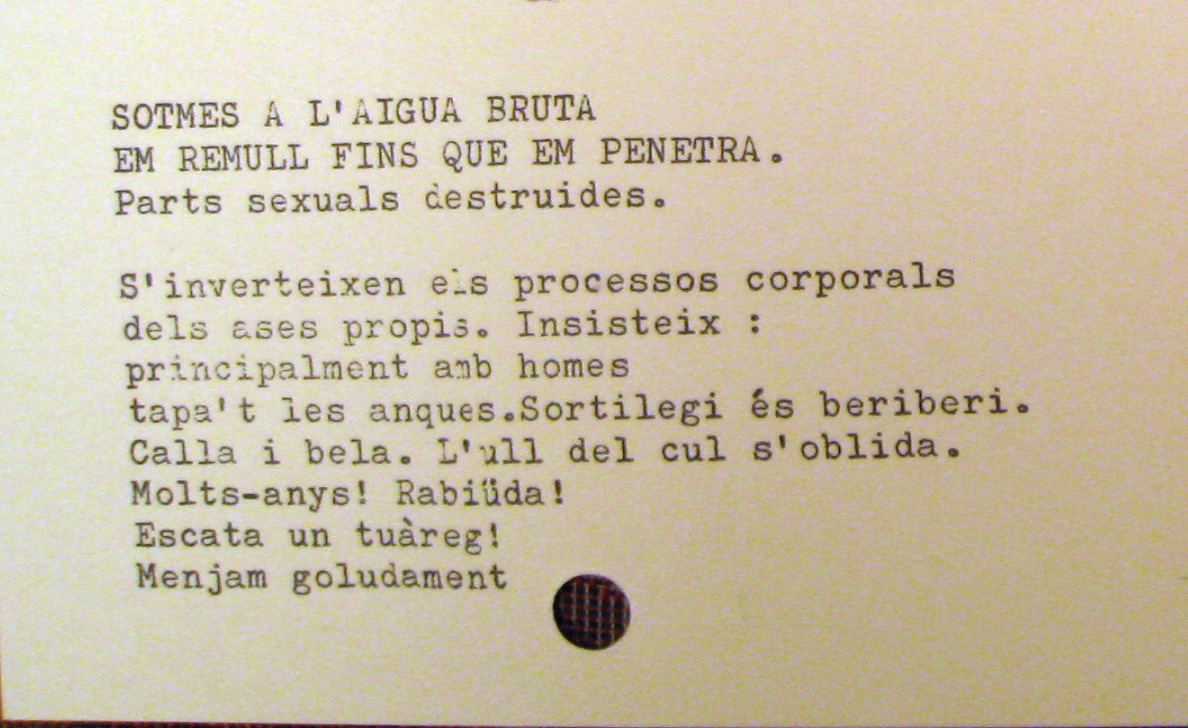 SOTMES A L'AIGUA BRUTA
EM REMULL FINS QUE EM PENETRA.
Parts sexuals destruides.
S'inverteixen els processos corporals
dels ases propis. Insisteix :
principalment amb homes
tapa't les anques.Sortilegi és beriberi.
Calla i bela. L'ull del cul s'oblida.
Molts-anys! Rabiüda!
Escata un tuàreg!
Menjam goludament